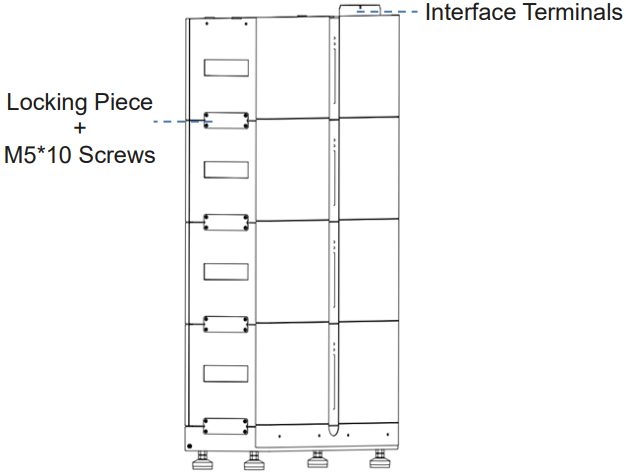 Interface Terminals
Locking Piece
+
M5*10 Screws